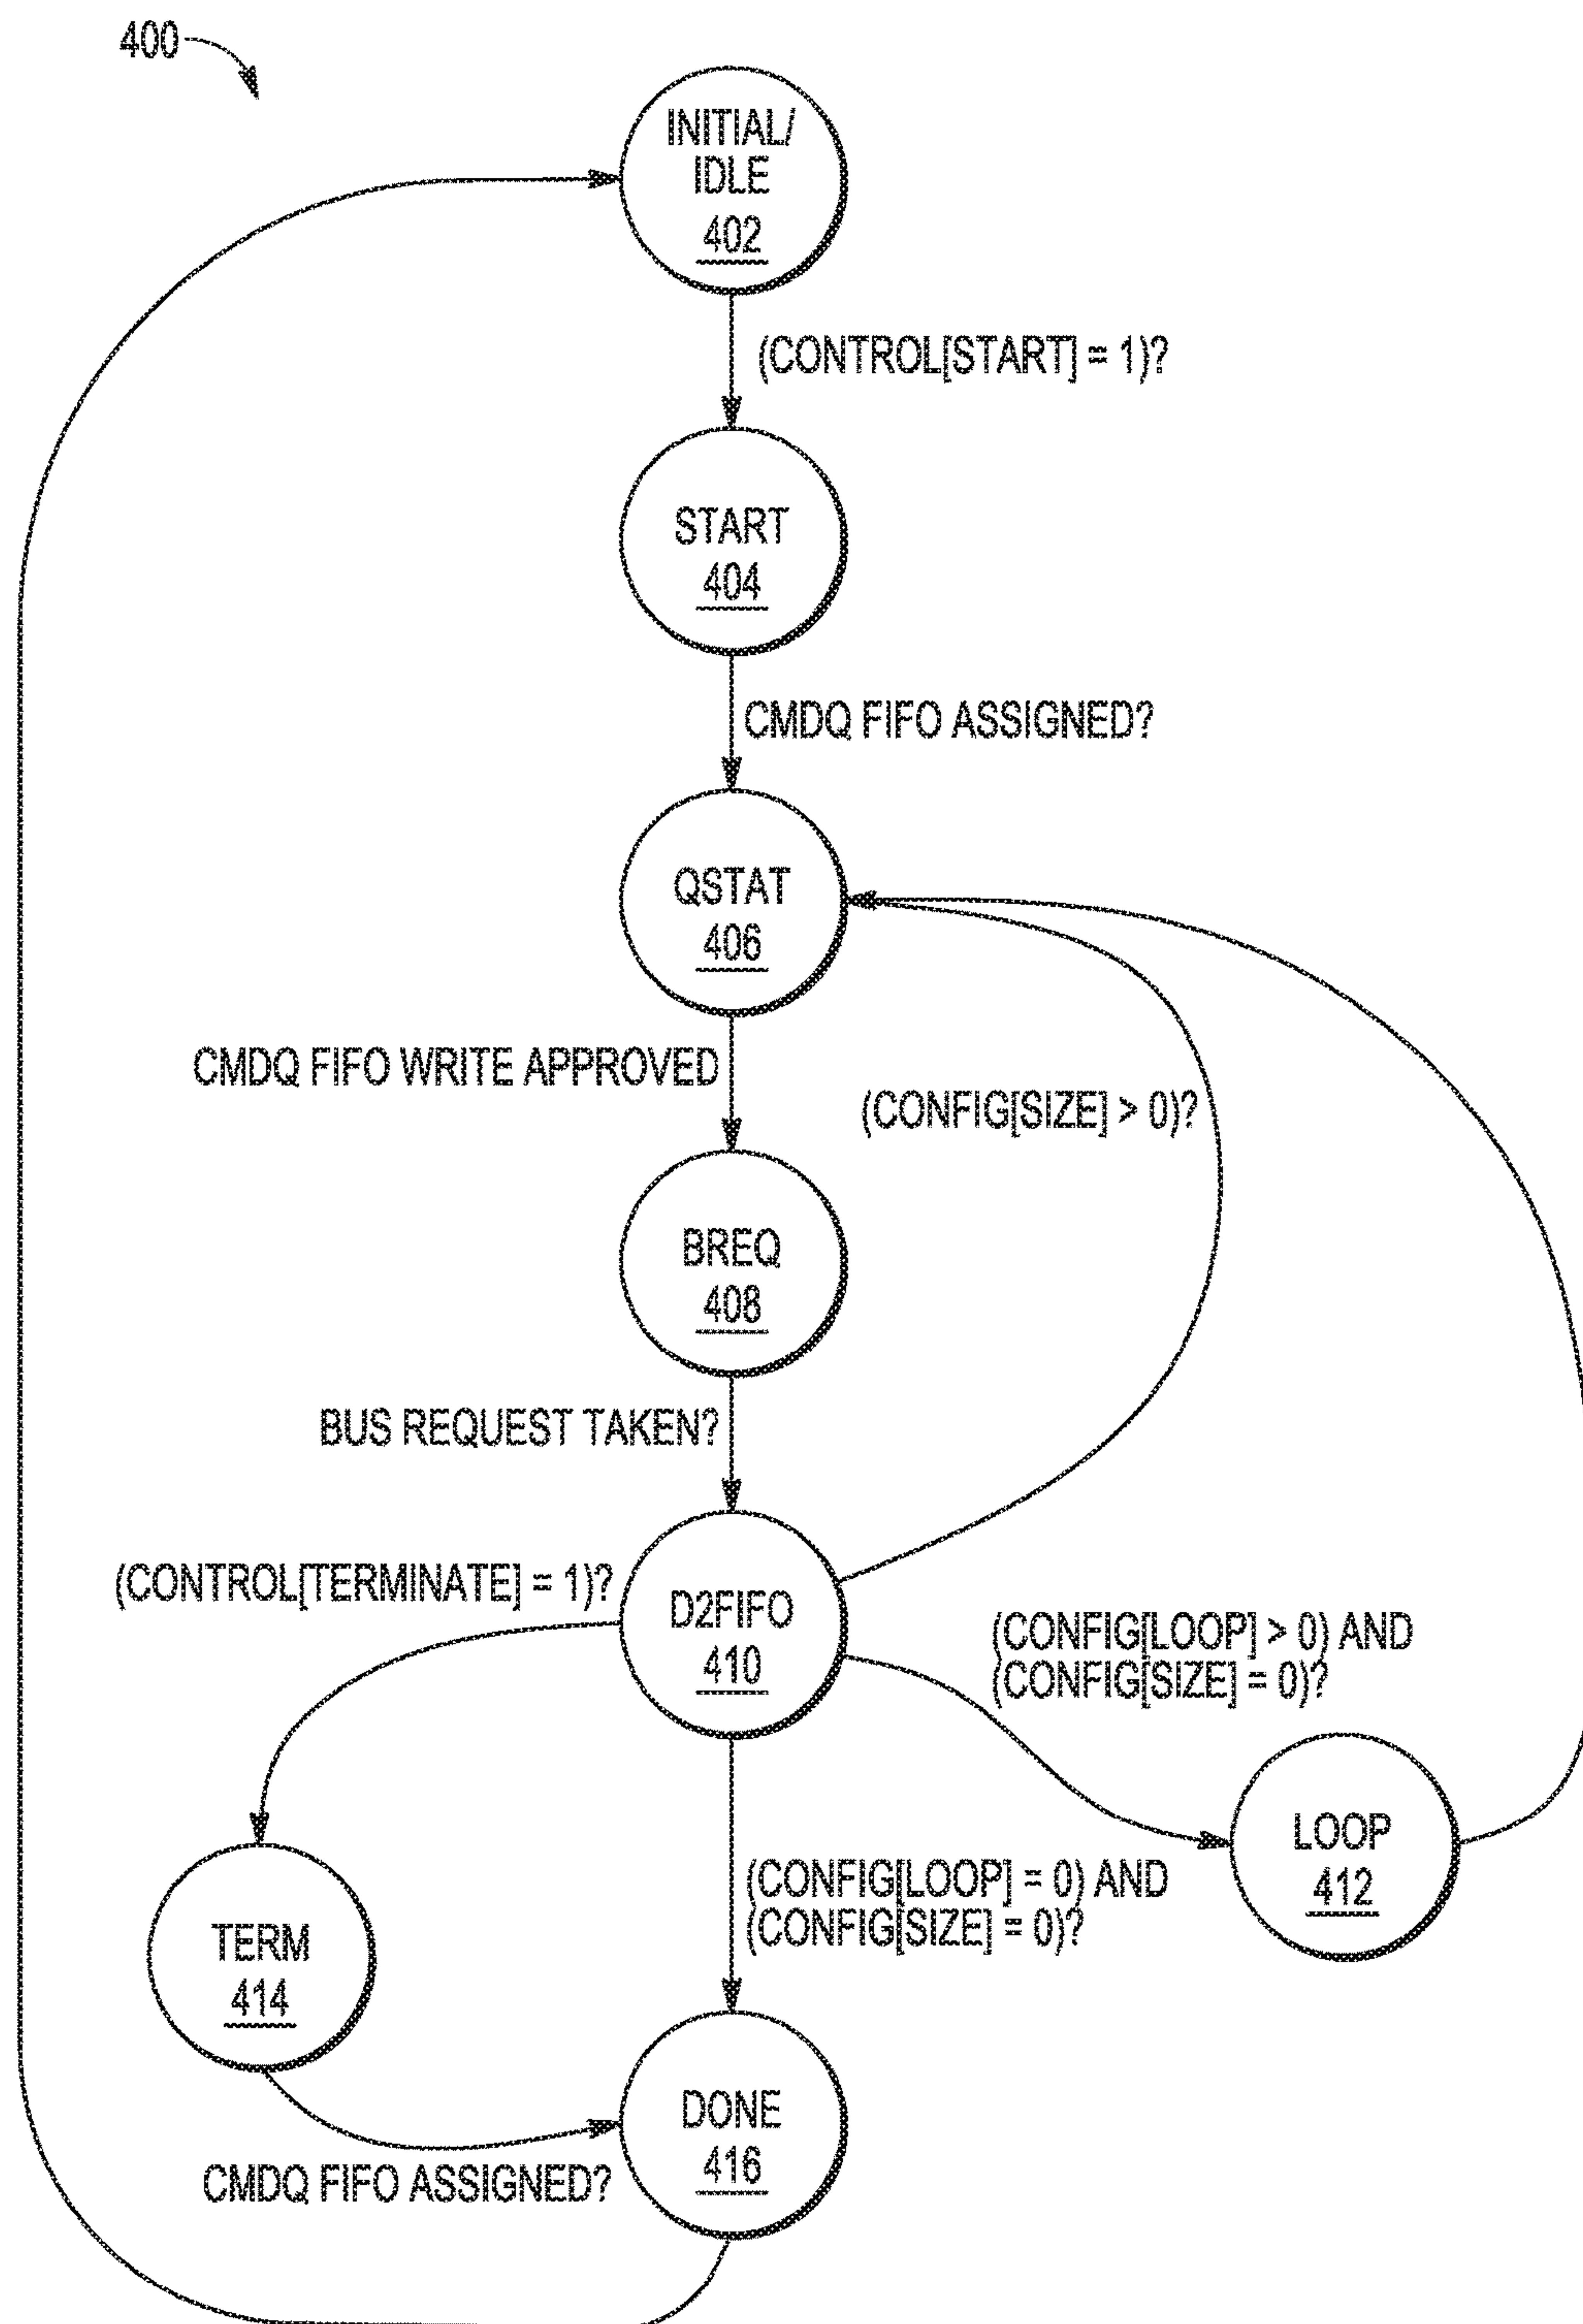 400
INITIAL/
IDLE
402
(CONTROL[START] = 1)?
START
404
CMDQ FIFO ASSIGNED?
QSTAT
406
CMDQ FIFO WRITE APPROVED
(CONFIG[SIZE] > 0)?
BREQ
408
BUS REQUEST TAKEN?
(CONTROL[TERMINATE] = 1)?
D2FIFO
410
(CONFIG[LOOP] > 0) AND
(CONFIG[SIZE] = 0)?
LOOP
412
(CONFIG[LOOP] = 0) AND
(CONFIG[SIZE] = 0)?
TERM
414
DONE
416
CMDQ FIFO ASSIGNED?